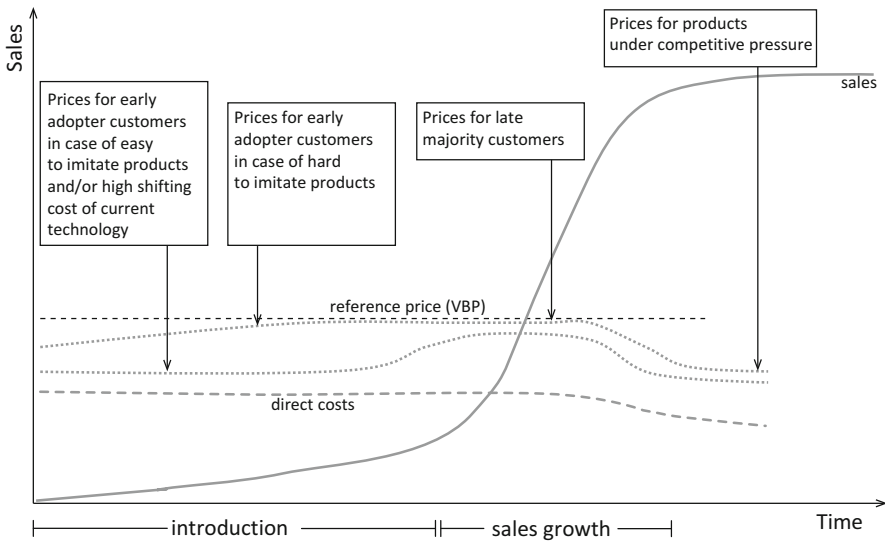 Sales
Prices for early
adopter customers
in case of easy
to imitate products
and/or high shifting
cost of current
technology
Prices for early
adopter customers
in case of hard
to imitate products
Prices for late
majority customers
Prices for products
under competitive pressure
sales
reference price (VBP)
direct costs
introduction
sales growth
Time